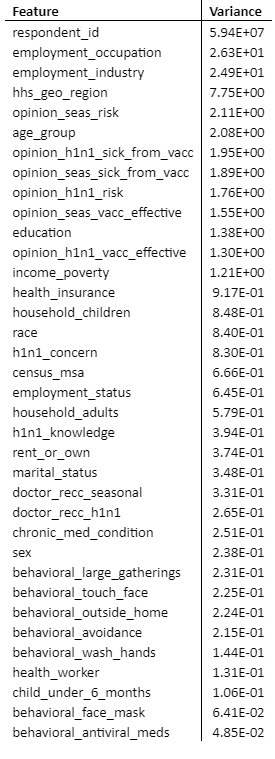 Feature Variance
respondent_id 5.94E+07
employment_occupation 2.63E+01
employment_industry 2.49E+01
hhs_geo_region 7.75E+00
opinion_seas_risk 2.11E+00
age_group 2.08E+00
opinion_h1n1_sick_from_vacc 1.95E+00
opinion_seas_sick_from_vacc 1.89E+00
opinion_h1n1_risk 1.76E+00
opinion_seas_vacc_effective 1.55E+00
education 1.38E+00
opinion_h1n1_vacc_effective 1.30E+00
income_poverty 1.21E+00
health_insurance 9.17E-01
household_children 8.48E-01
race 8.40E-01
h1n1_concern 8.30E-01
census_msa 6.66E-01
employment_status 6.45E-01
household_adults 5.79E-01
h1n1_knowledge 3.94E-01
rent_or_own 3.74E-01
marital_status 3.48E-01
doctor_recc_seasonal 3.31E-01
doctor_recc_h1n1 2.65E-01
chronic_med_condition 2.51E-01
sex 2.38E-01
behavioral_large_gatherings 2.31E-01
behavioral_touch_face 2.25E-01
behavioral_outside_home 2.24E-01
behavioral_avoidance 2.15E-01
behavioral_wash_hands 1.44E-01
health_worker 1.31E-01
child_under_6_months 1.06E-01
behavioral_face_mask 6.41E-02
behavioral_antiviral_meds 4.85E-02